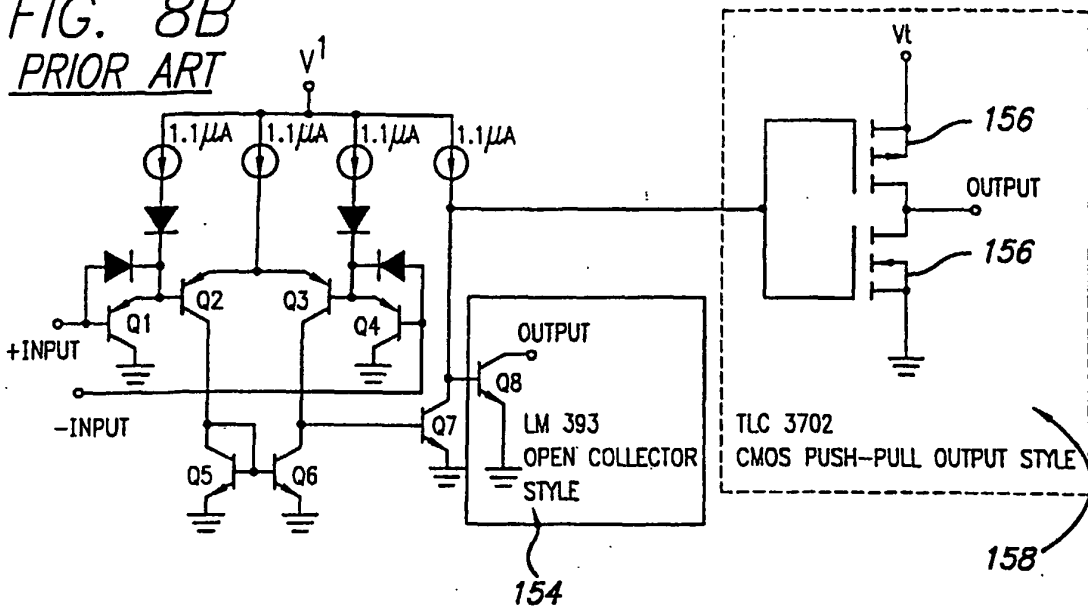 FIG. 8B
PRIOR ART
V¹
1.1μA 1.1μA 1.1μA 1.1μA
Vt
156
OUTPUT
156
Q1
Q2
Q3
Q4
+INPUT
-INPUT
OUTPUT
Q8
Q7
LM 393
OPEN COLLECTOR
STYLE
Q5
Q6
TLC 3702
CMOS PUSH-PULL OUTPUT STYLE
154
158